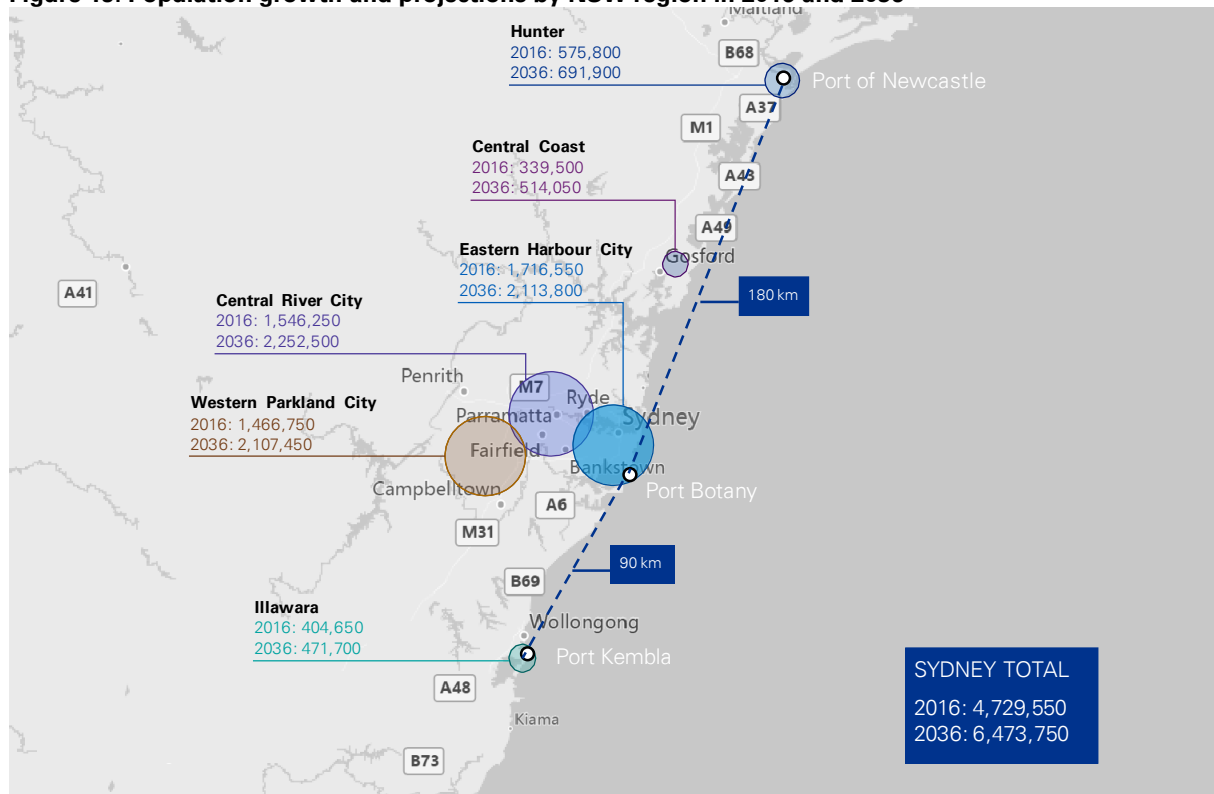 Hunter
2016: 575,800
2036: 691,900
Maitland
B68
Port of Newcastle
A37
M1
Central Coast
2016: 339,500
2036: 514,050
A43
A49
Eastern Harbour City
2016: 1,716,550
2036: 2,113,800
Gosford
A41
180 km
Central River City
2016: 1,546,250
2036: 2,252,500
Penrith
M7
Ryde
Western Parkland City
2016: 1,466,750
2036: 2,107,450
Parramatta
Sydney
Fairfield
Bankstown
Campbelltown
Port Botany
A6
M31
90 km
B69
Illawara
2016: 404,650
2036: 471,700
Wollongong
Port Kembla
A48
Kiama
B73
SYDNEY TOTAL
2016: 4,729,550
2036: 6,473,750